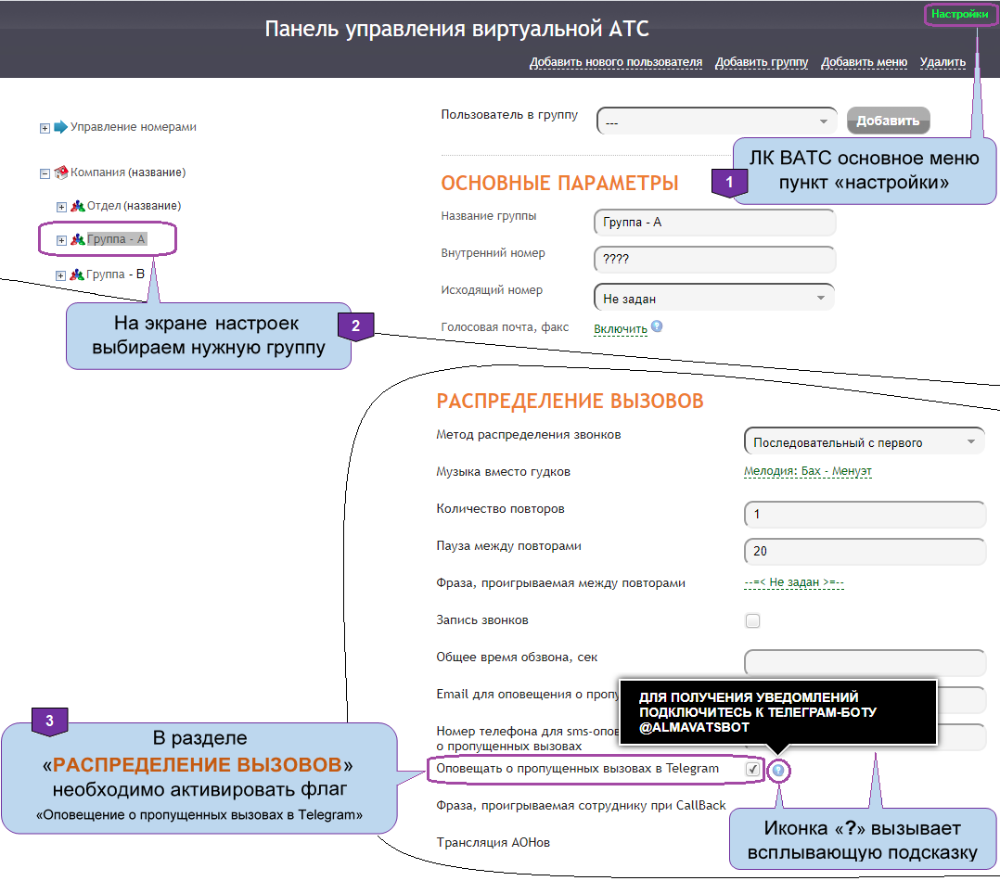 Настройки
Панель управления виртуальной АТС
Добавить нового пользователя Добавить группу Добавить меню Удалить
Управление номерами
Компания (название)
Отдел (название)
Группа - А
Группа - В
На экране настроек
выбираем нужную группу
2
Пользователь в группу
---
Добавить
ЛК ВАТС основное меню
пункт «настройки»
1
ОСНОВНЫЕ ПАРАМЕТРЫ
Название группы
Группа - А
Внутренний номер
????
Исходящий номер
Не задан
Голосовая почта, факс
Включить
?
РАСПРЕДЕЛЕНИЕ ВЫЗОВОВ
Метод распределения звонков
Последовательный с первого
Музыка вместо гудков
Мелодия: Бах - Менуэт
Количество повторов
1
Пауза между повторами
20
Фраза, проигрываемая между повторами
--=< Не задан >=--
Запись звонков
Общее время обзвона, сек
Email для оповещения о
ДЛЯ ПОЛУЧЕНИЯ УВЕДОМЛЕНИЙ
ПОДКЛЮЧИТЕСЬ К ТЕЛЕГРАМ-БОТУ
@ALMAVATSBOT
Номер телефона для
о пропущенных вызовах
Оповещать о пропущенных вызовах в Telegram
?
Фраза, проигрываемая сотруднику при CallBack
Трансляция АОНов
3
В разделе
«РАСПРЕДЕЛЕНИЕ ВЫЗОВОВ»
необходимо активировать флаг
«Оповещение о пропущенных вызовах в Telegram»
Иконка «?» вызывает
всплывающую подсказку